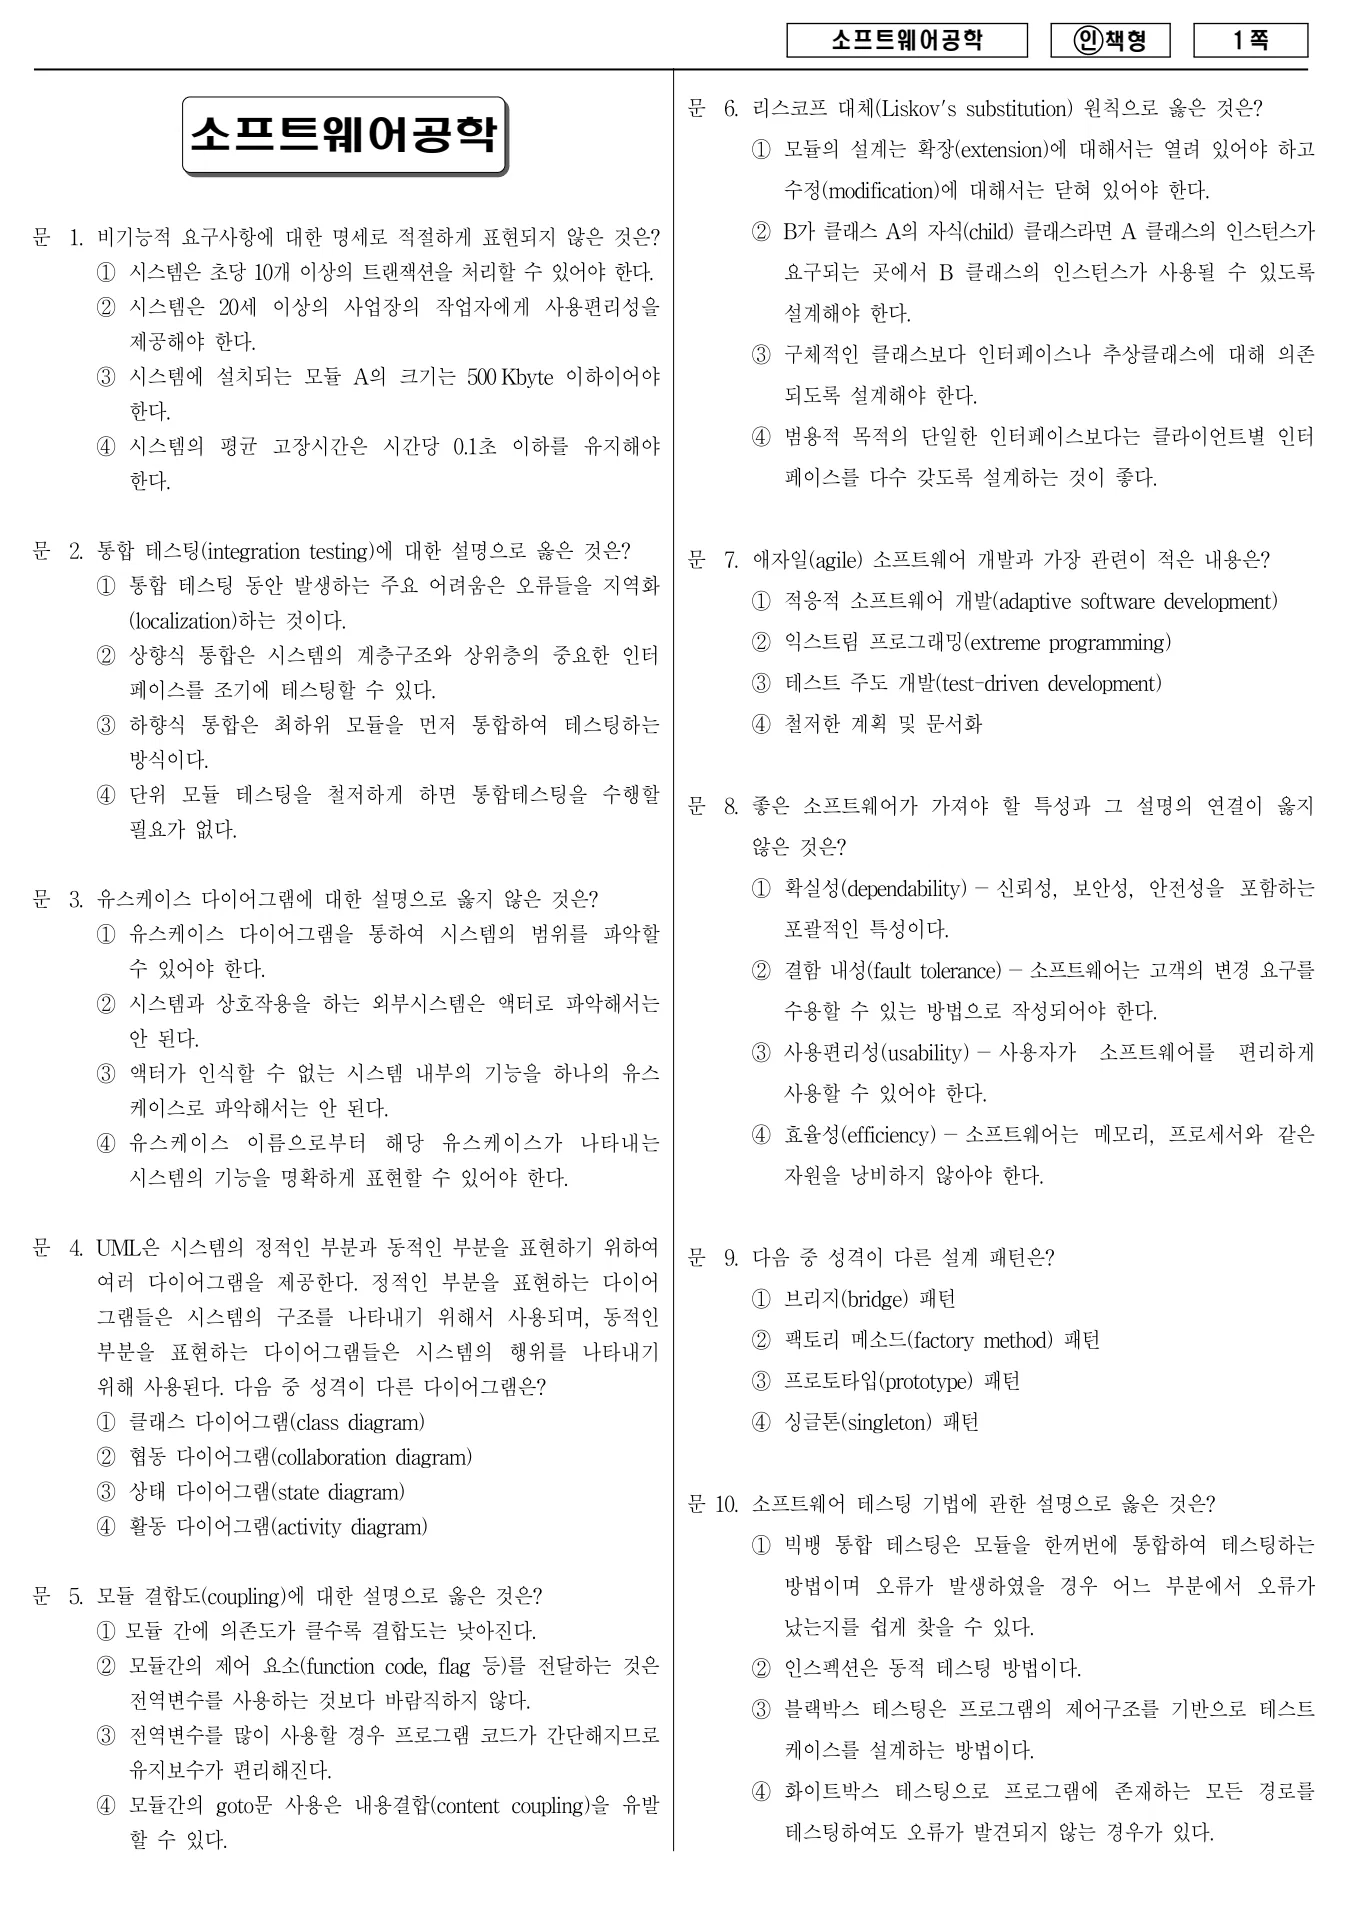 소프트웨어공학
인책형
1 쪽
소프트웨어공학
문 1. 비기능적 요구사항에 대한 명세로 적절하게 표현되지 않은 것은?
① 시스템은 초당 10개 이상의 트랜잭션을 처리할 수 있어야 한다.
② 시스템은 20세 이상의 사업장의 작업자에게 사용편리성을
제공해야 한다.
③ 시스템에 설치되는 모듈 A의 크기는 500 Kbyte 이하이어야
한다.
④ 시스템의 평균 고장시간은 시간당 0.1초 이하를 유지해야
한다.
문 2. 통합 테스팅(integration testing)에 대한 설명으로 옳은 것은?
① 통합 테스팅 동안 발생하는 주요 어려움은 오류들을 지역화
(localization)하는 것이다.
② 상향식 통합은 시스템의 계층구조와 상위층의 중요한 인터
페이스를 조기에 테스팅할 수 있다.
③ 하향식 통합은 최하위 모듈을 먼저 통합하여 테스팅하는
방식이다.
④ 단위 모듈 테스팅을 철저하게 하면 통합테스팅을 수행할
필요가 없다.
문 3. 유스케이스 다이어그램에 대한 설명으로 옳지 않은 것은?
① 유스케이스 다이어그램을 통하여 시스템의 범위를 파악할
수 있어야 한다.
② 시스템과 상호작용을 하는 외부시스템은 액터로 파악해서는
안 된다.
③ 액터가 인식할 수 없는 시스템 내부의 기능을 하나의 유스
케이스로 파악해서는 안 된다.
④ 유스케이스 이름으로부터 해당 유스케이스가 나타내는
시스템의 기능을 명확하게 표현할 수 있어야 한다.
문 4. UML은 시스템의 정적인 부분과 동적인 부분을 표현하기 위하여
여러 다이어그램을 제공한다. 정적인 부분을 표현하는 다이어
그램들은 시스템의 구조를 나타내기 위해서 사용되며, 동적인
부분을 표현하는 다이어그램들은 시스템의 행위를 나타내기
위해 사용된다. 다음 중 성격이 다른 다이어그램은?
① 클래스 다이어그램(class diagram)
② 협동 다이어그램(collaboration diagram)
③ 상태 다이어그램(state diagram)
④ 활동 다이어그램(activity diagram)
문 5. 모듈 결합도(coupling)에 대한 설명으로 옳은 것은?
① 모듈 간에 의존도가 클수록 결합도는 낮아진다.
② 모듈간의 제어 요소(function code, flag 등)를 전달하는 것은
전역변수를 사용하는 것보다 바람직하지 않다.
③ 전역변수를 많이 사용할 경우 프로그램 코드가 간단해지므로
유지보수가 편리해진다.
④ 모듈간의 goto문 사용은 내용결합(content coupling)을 유발
할 수 있다.
문 6. 리스코프 대체(Liskov's substitution) 원칙으로 옳은 것은?
① 모듈의 설계는 확장(extension)에 대해서는 열려 있어야 하고
수정(modification)에 대해서는 닫혀 있어야 한다.
② B가 클래스 A의 자식(child) 클래스라면 A 클래스의 인스턴스가
요구되는 곳에서 B 클래스의 인스턴스가 사용될 수 있도록
설계해야 한다.
③ 구체적인 클래스보다 인터페이스나 추상클래스에 대해 의존
되도록 설계해야 한다.
④ 범용적 목적의 단일한 인터페이스보다는 클라이언트별 인터
페이스를 다수 갖도록 설계하는 것이 좋다.
문 7. 애자일(agile) 소프트웨어 개발과 가장 관련이 적은 내용은?
① 적응적 소프트웨어 개발(adaptive software development)
② 익스트림 프로그래밍(extreme programming)
③ 테스트 주도 개발(test-driven development)
④ 철저한 계획 및 문서화
문 8. 좋은 소프트웨어가 가져야 할 특성과 그 설명의 연결이 옳지
않은 것은?
① 확실성(dependability) - 신뢰성, 보안성, 안전성을 포함하는
포괄적인 특성이다.
② 결함 내성(fault tolerance) - 소프트웨어는 고객의 변경 요구를
수용할 수 있는 방법으로 작성되어야 한다.
③ 사용편리성(usability) - 사용자가 소프트웨어를 편리하게
사용할 수 있어야 한다.
④ 효율성(efficiency) - 소프트웨어는 메모리, 프로세서와 같은
자원을 낭비하지 않아야 한다.
문 9. 다음 중 성격이 다른 설계 패턴은?
① 브리지(bridge) 패턴
② 팩토리 메소드(factory method) 패턴
③ 프로토타입(prototype) 패턴
④ 싱글톤(singleton) 패턴
문 10. 소프트웨어 테스팅 기법에 관한 설명으로 옳은 것은?
① 빅뱅 통합 테스팅은 모듈을 한꺼번에 통합하여 테스팅하는
방법이며 오류가 발생하였을 경우 어느 부분에서 오류가
났는지를 쉽게 찾을 수 있다.
② 인스펙션은 동적 테스팅 방법이다.
③ 블랙박스 테스팅은 프로그램의 제어구조를 기반으로 테스트
케이스를 설계하는 방법이다.
④ 화이트박스 테스팅으로 프로그램에 존재하는 모든 경로를
테스팅하여도 오류가 발견되지 않는 경우가 있다.